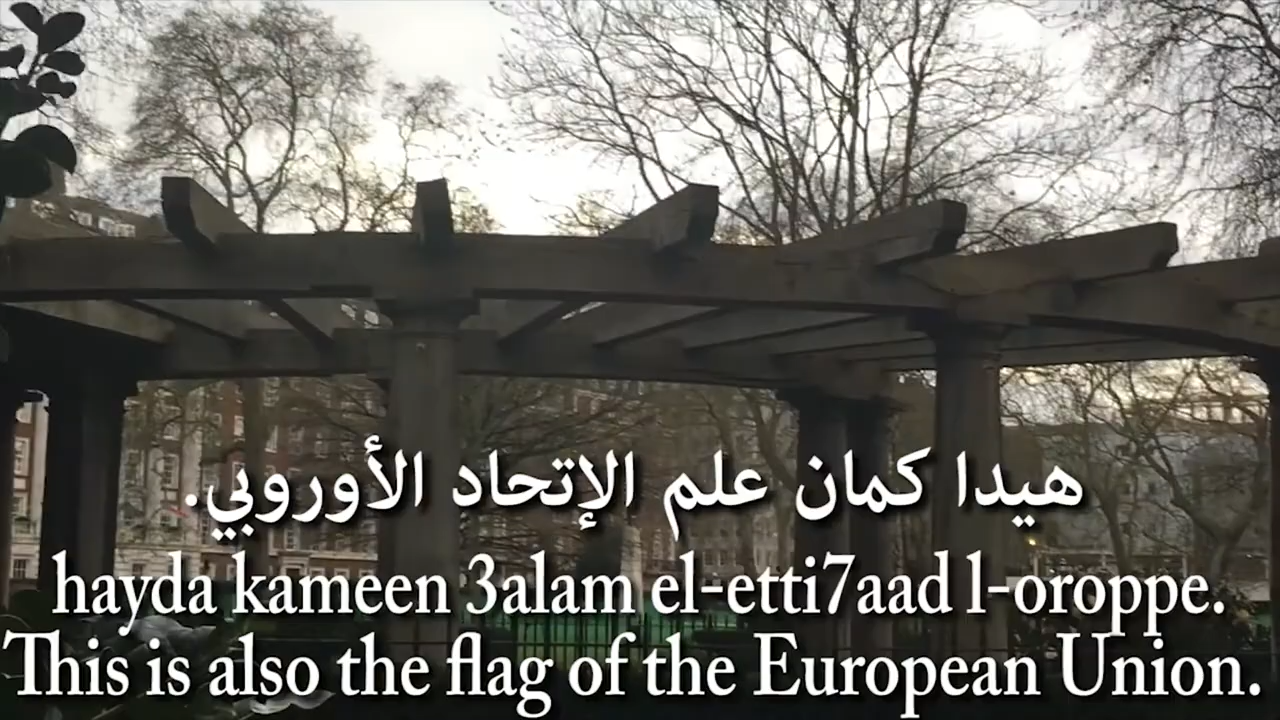 هيدا كمان علم الإتحاد الأوروبي.
hayda kameen 3alam el-etti7aad l-oroppe.
This is also the flag of the European Union.